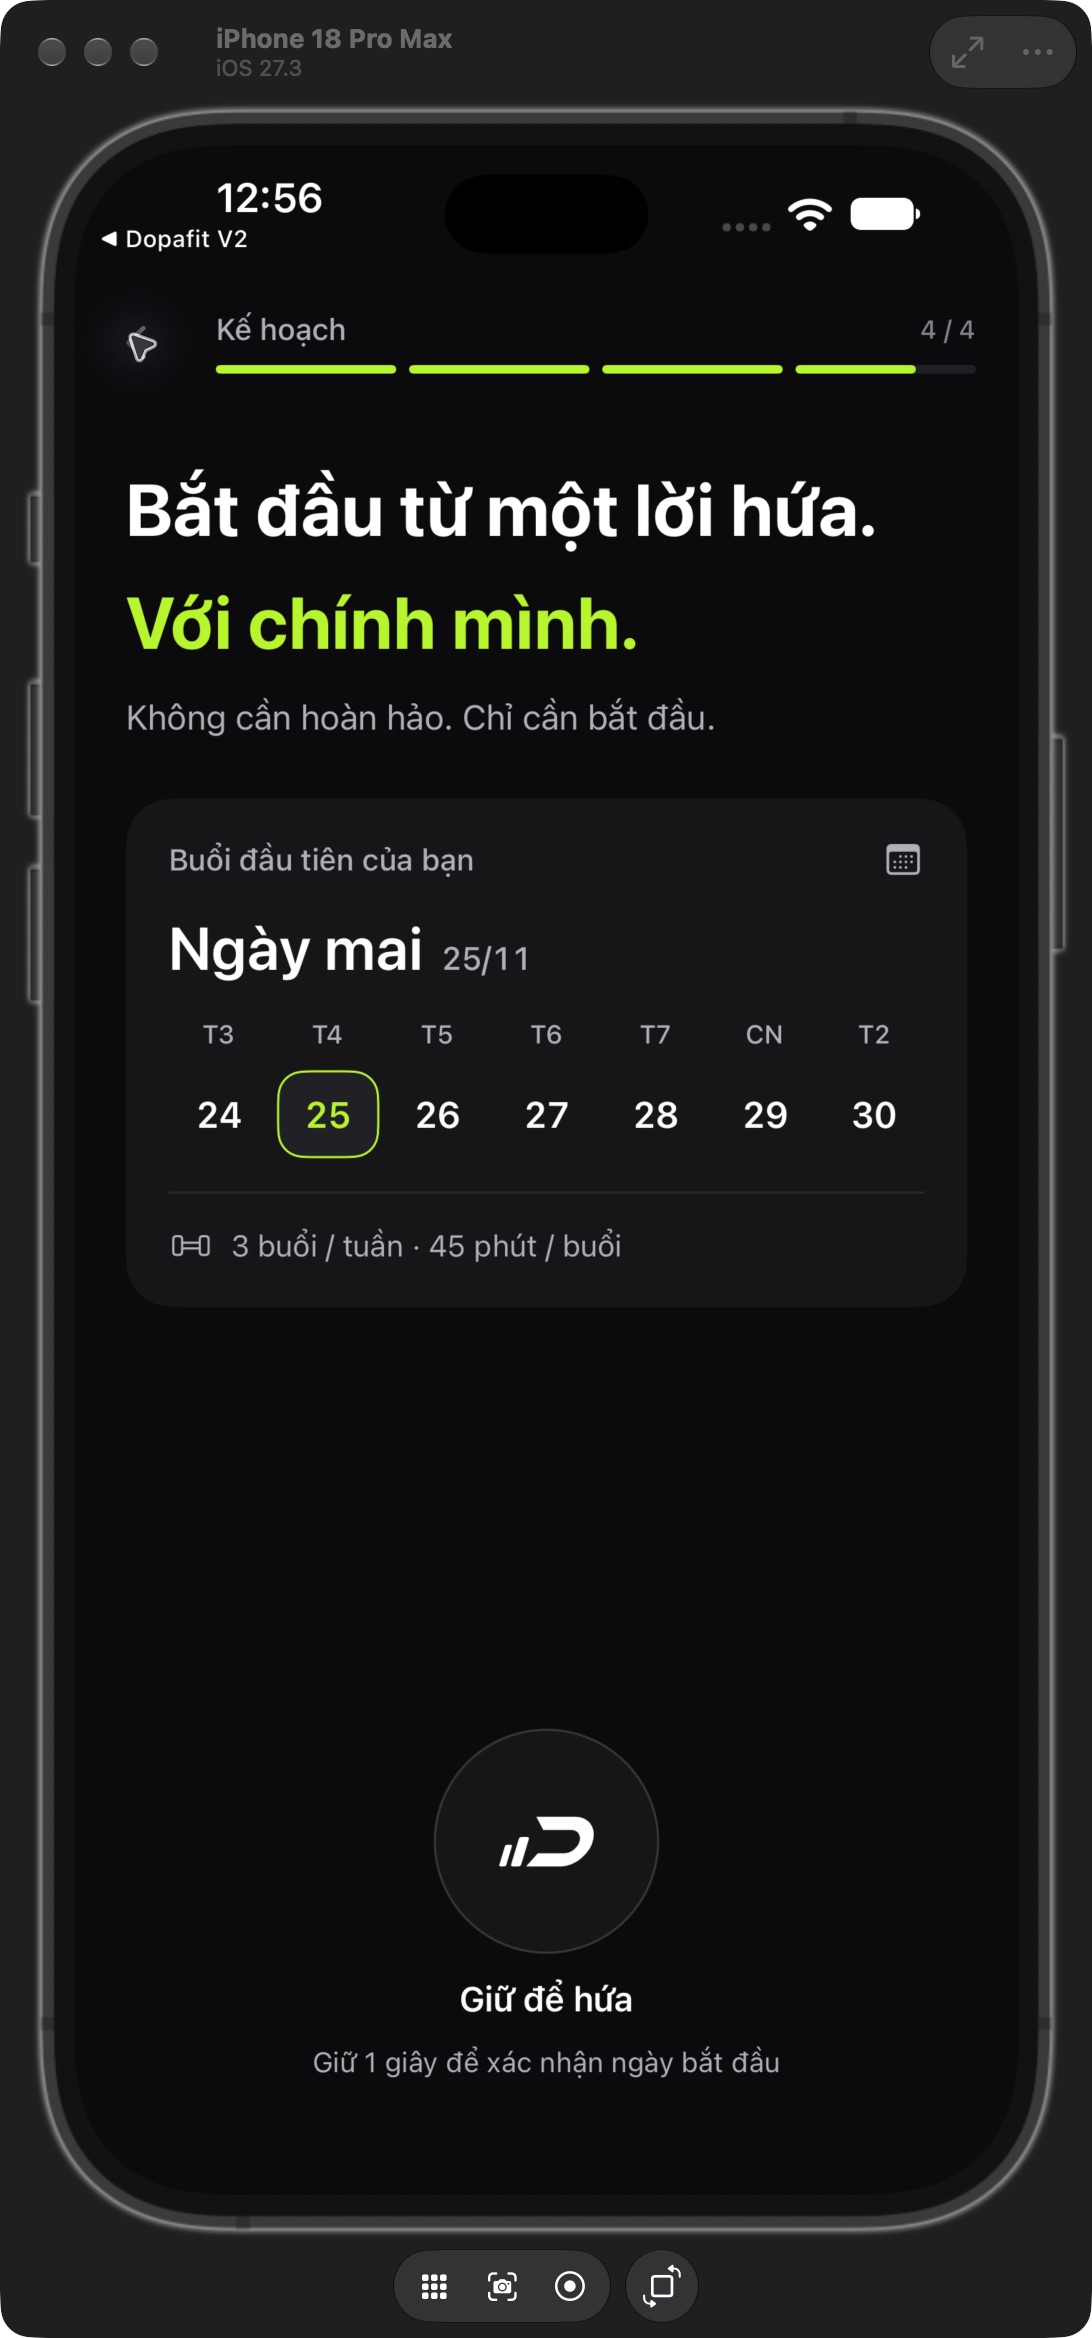 iPhone 18 Pro Max
iOS 27.3
12:56
◀ Dopafit V2
Kế hoạch
4 / 4
Bắt đầu từ một lời hứa.
Với chính mình.
Không cần hoàn hảo. Chỉ cần bắt đầu.
Buổi đầu tiên của bạn
Ngày mai 25/11
T3 T4 T5 T6 T7 CN T2
24 25 26 27 28 29 30
3 buổi / tuần · 45 phút / buổi
Giữ để hứa
Giữ 1 giây để xác nhận ngày bắt đầu